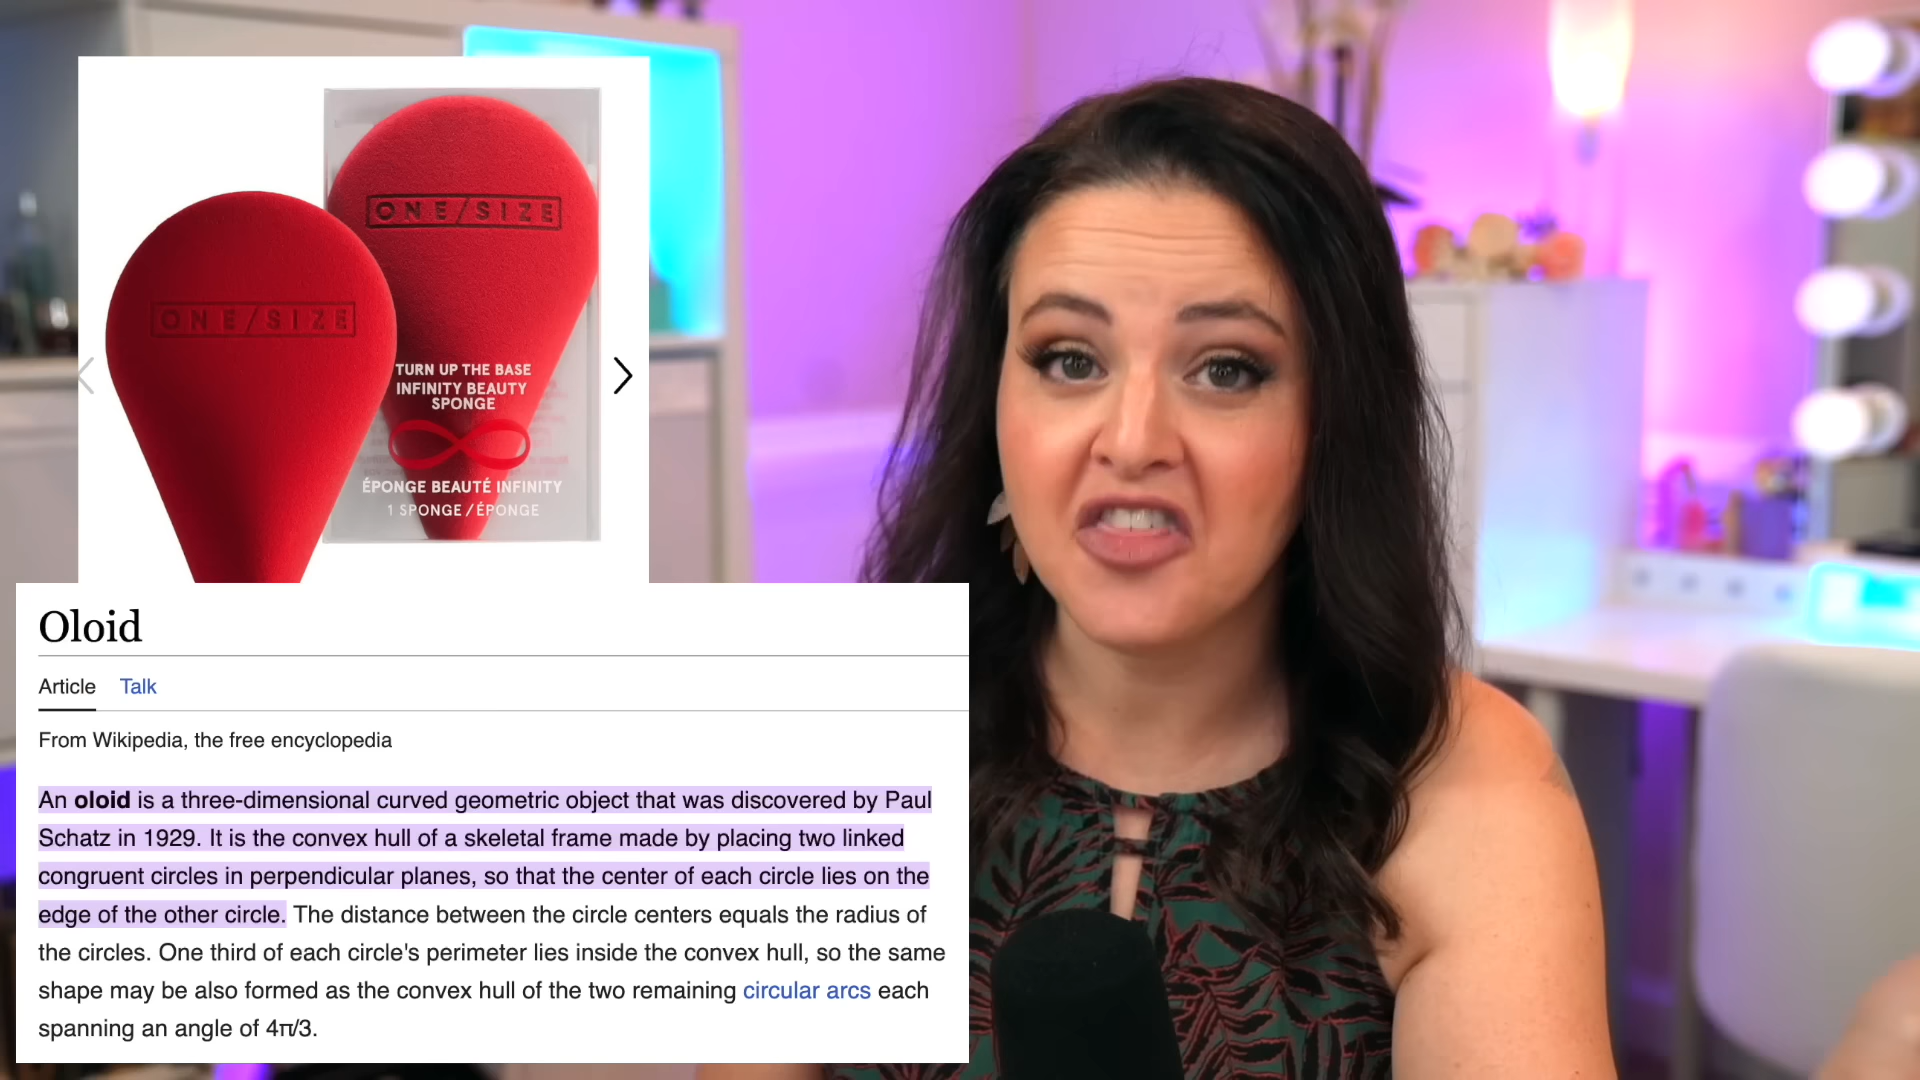 ONE/SIZE
ONE/SIZE
TURN UP THE BASE
INFINITY BEAUTY
SPONGE
ÉPONGE BEAUTÉ INFINITY
1 SPONGE / ÉPONGE
Oloid
Article Talk
From Wikipedia, the free encyclopedia
An oloid is a three-dimensional curved geometric object that was discovered by Paul
Schatz in 1929. It is the convex hull of a skeletal frame made by placing two linked
congruent circles in perpendicular planes, so that the center of each circle lies on the
edge of the other circle. The distance between the circle centers equals the radius of
the circles. One third of each circle's perimeter lies inside the convex hull, so the same
shape may be also formed as the convex hull of the two remaining circular arcs each
spanning an angle of 4π/3.